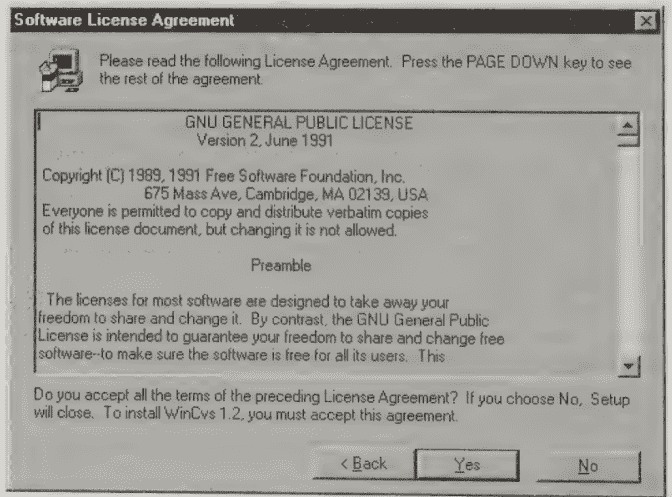 Software License Agreement
Please read the following License Agreement. Press the PAGE DOWN key to see
the rest of the agreement.
GNU GENERAL PUBLIC LICENSE
Version 2, June 1991
Copyright (C) 1989, 1991 Free Software Foundation, Inc.
675 Mass Ave, Cambridge, MA 02139, USA
Everyone is permitted to copy and distribute verbatim copies
of this license document, but changing it is not allowed.
Preamble
The licenses for most software are designed to take away your
freedom to share and change it. By contrast, the GNU General Public
License is intended to guarantee your freedom to share and change free
software--to make sure the software is free for all its users. This
Do you accept all the terms of the preceding License Agreement? If you choose No, Setup
will close. To install WinCvs 1.2, you must accept this agreement.
< Back
Yes
No